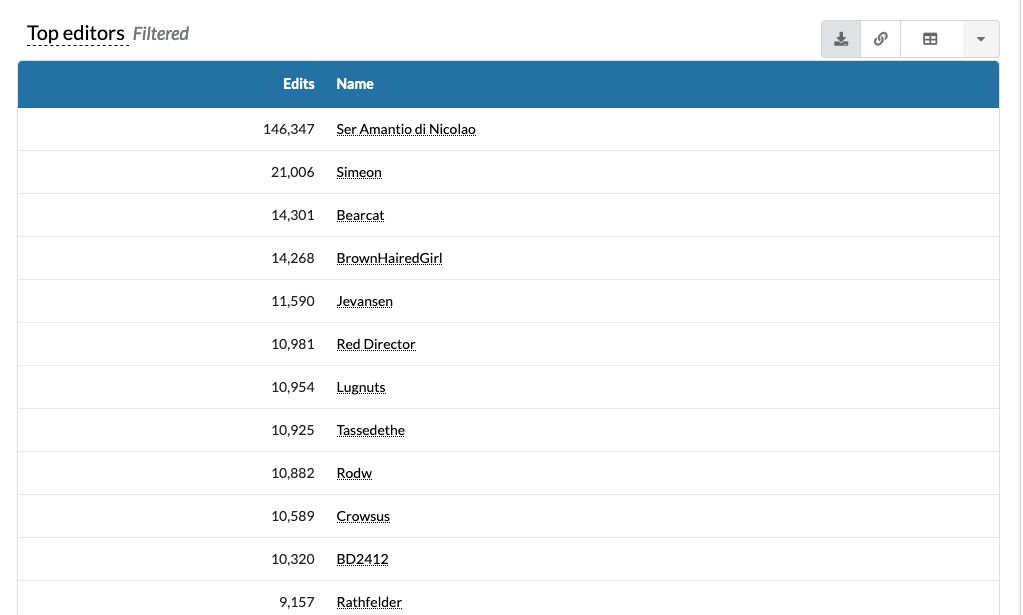 Top editors Filtered
Edits Name
146,347 Ser Amantio di Nicolao
21,006 Simeon
14,301 Bearcat
14,268 BrownHairedGirl
11,590 Jevansen
10,981 Red Director
10,954 Lugnuts
10,925 Tassedethe
10,882 Rodw
10,589 Crowsus
10,320 BD2412
9,157 Rathfelder